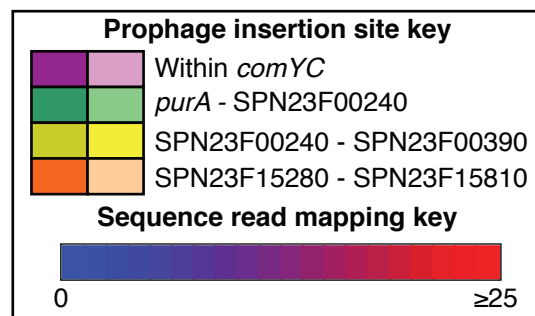 Prophage insertion site key
Within comYC
purA - SPN23F00240
SPN23F00240 - SPN23F00390
SPN23F15280 - SPN23F15810
Sequence read mapping key
0 ≥25